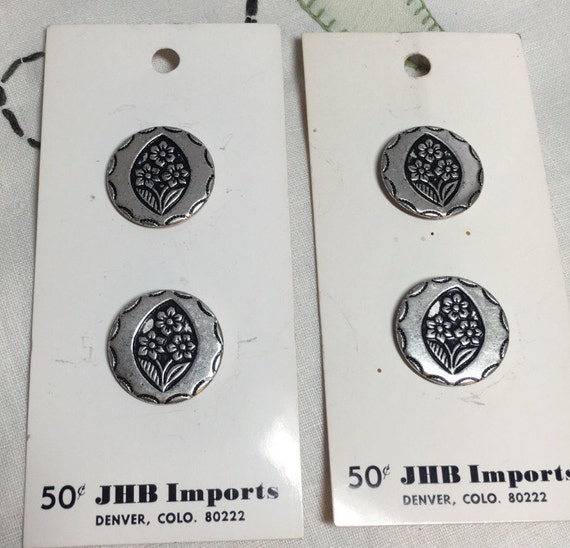 50¢ JHB Imports
DENVER, COLO. 80222
50¢ JHB Imports
DENVER, COLO. 80222